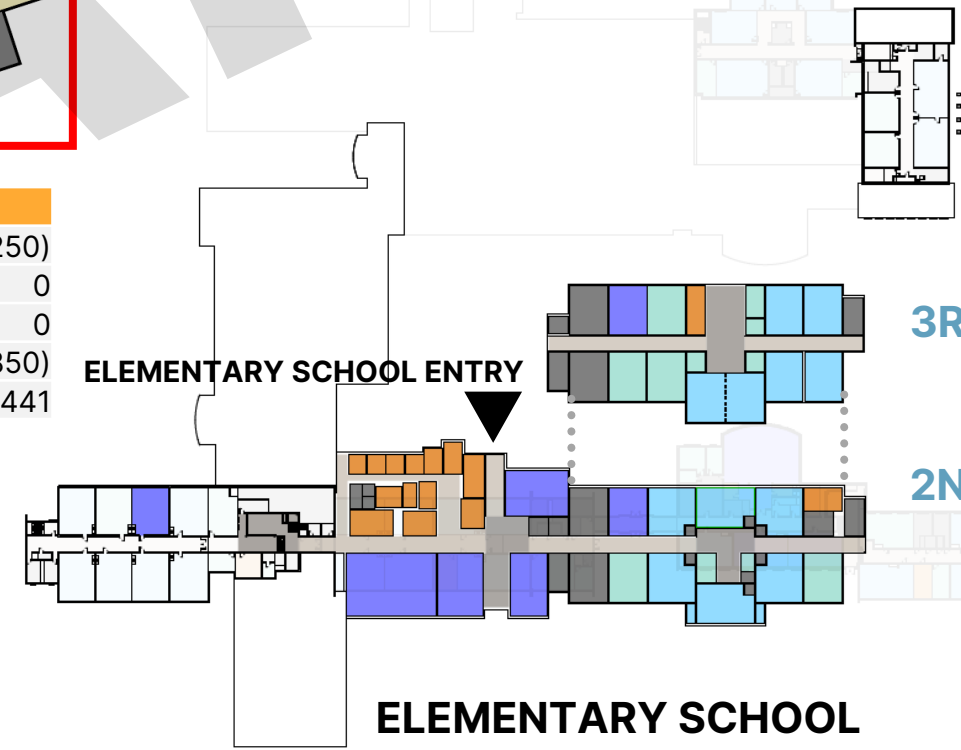 250)
0
0
350)
441
ELEMENTARY SCHOOL ENTRY
3R
2N
ELEMENTARY SCHOOL